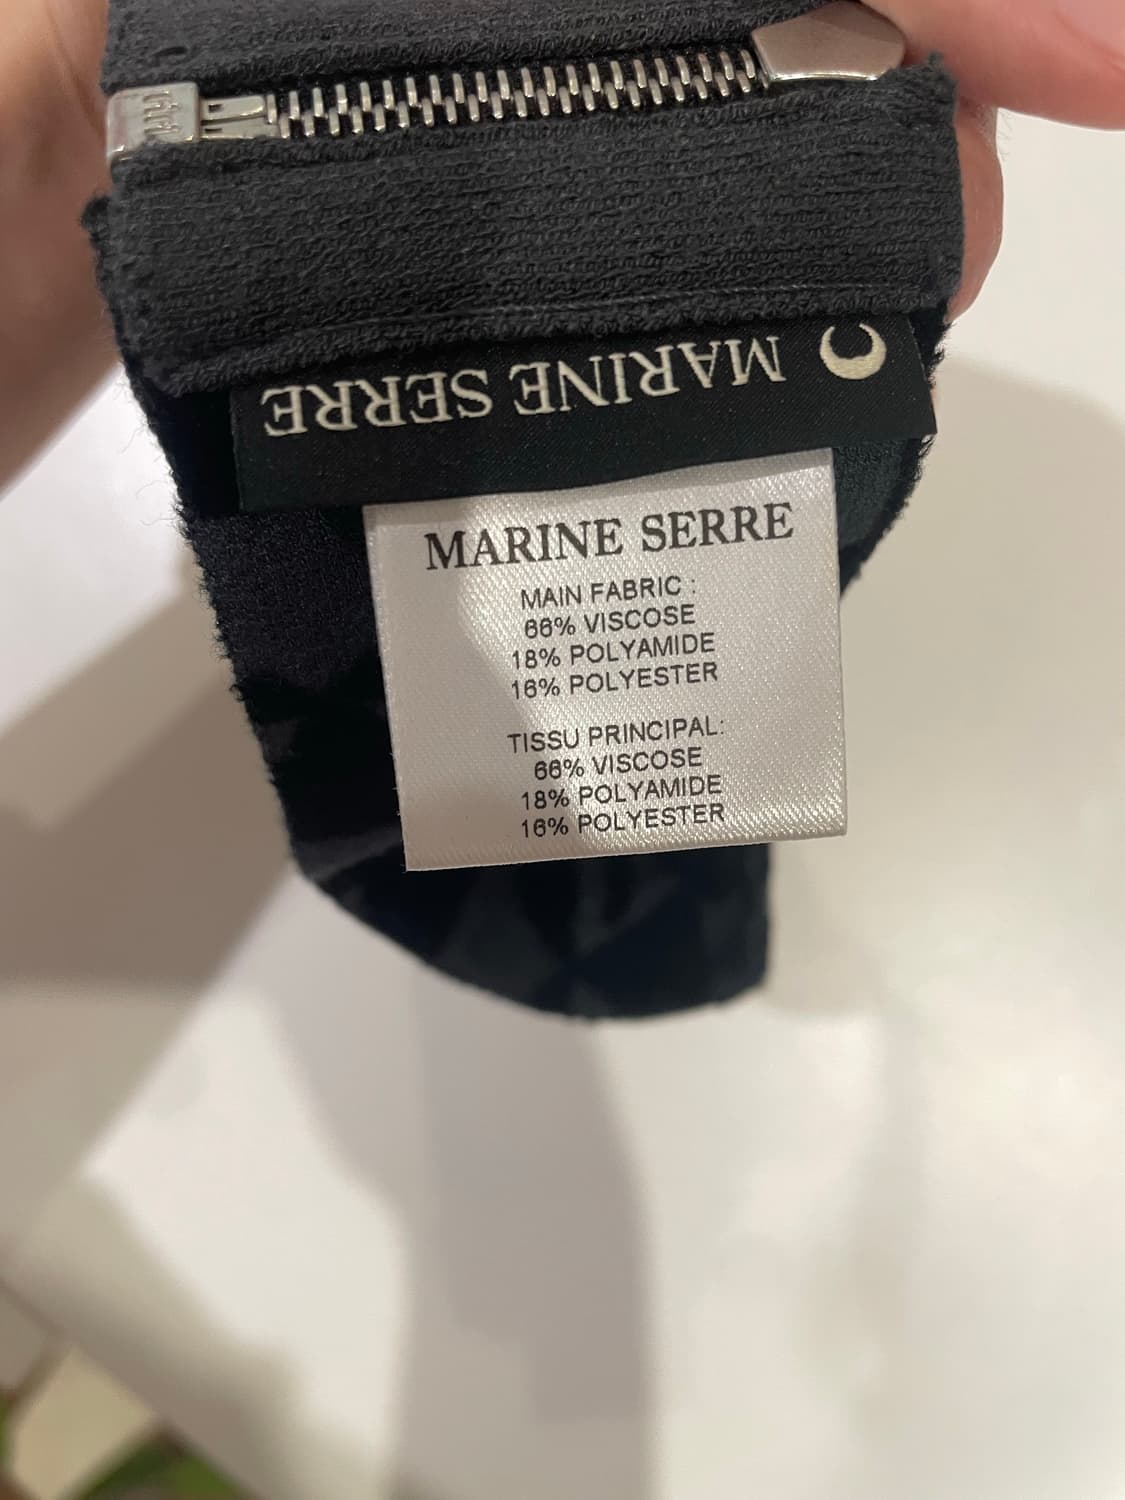 MARINE SERRE
MARINE SERRE
MAIN FABRIC :
66% VISCOSE
18% POLYAMIDE
16% POLYESTER
TISSU PRINCIPAL:
66% VISCOSE
18% POLYAMIDE
16% POLYESTER